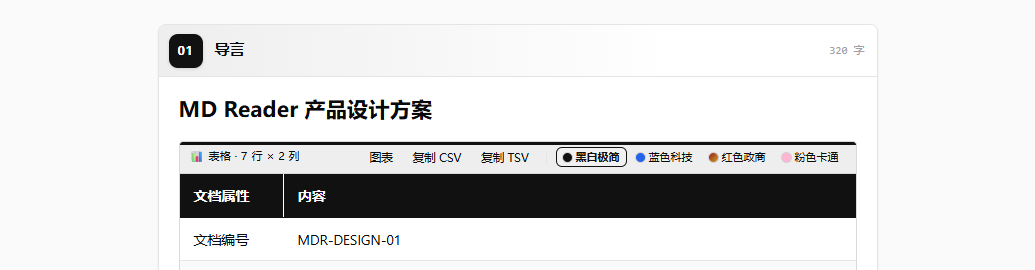 01 导言 320 字
MD Reader 产品设计方案
表格 · 7 行 × 2 列 图表 复制 CSV 复制 TSV 黑白极简 蓝色科技 红色政商 粉色卡通
文档属性 内容
文档编号 MDR-DESIGN-01